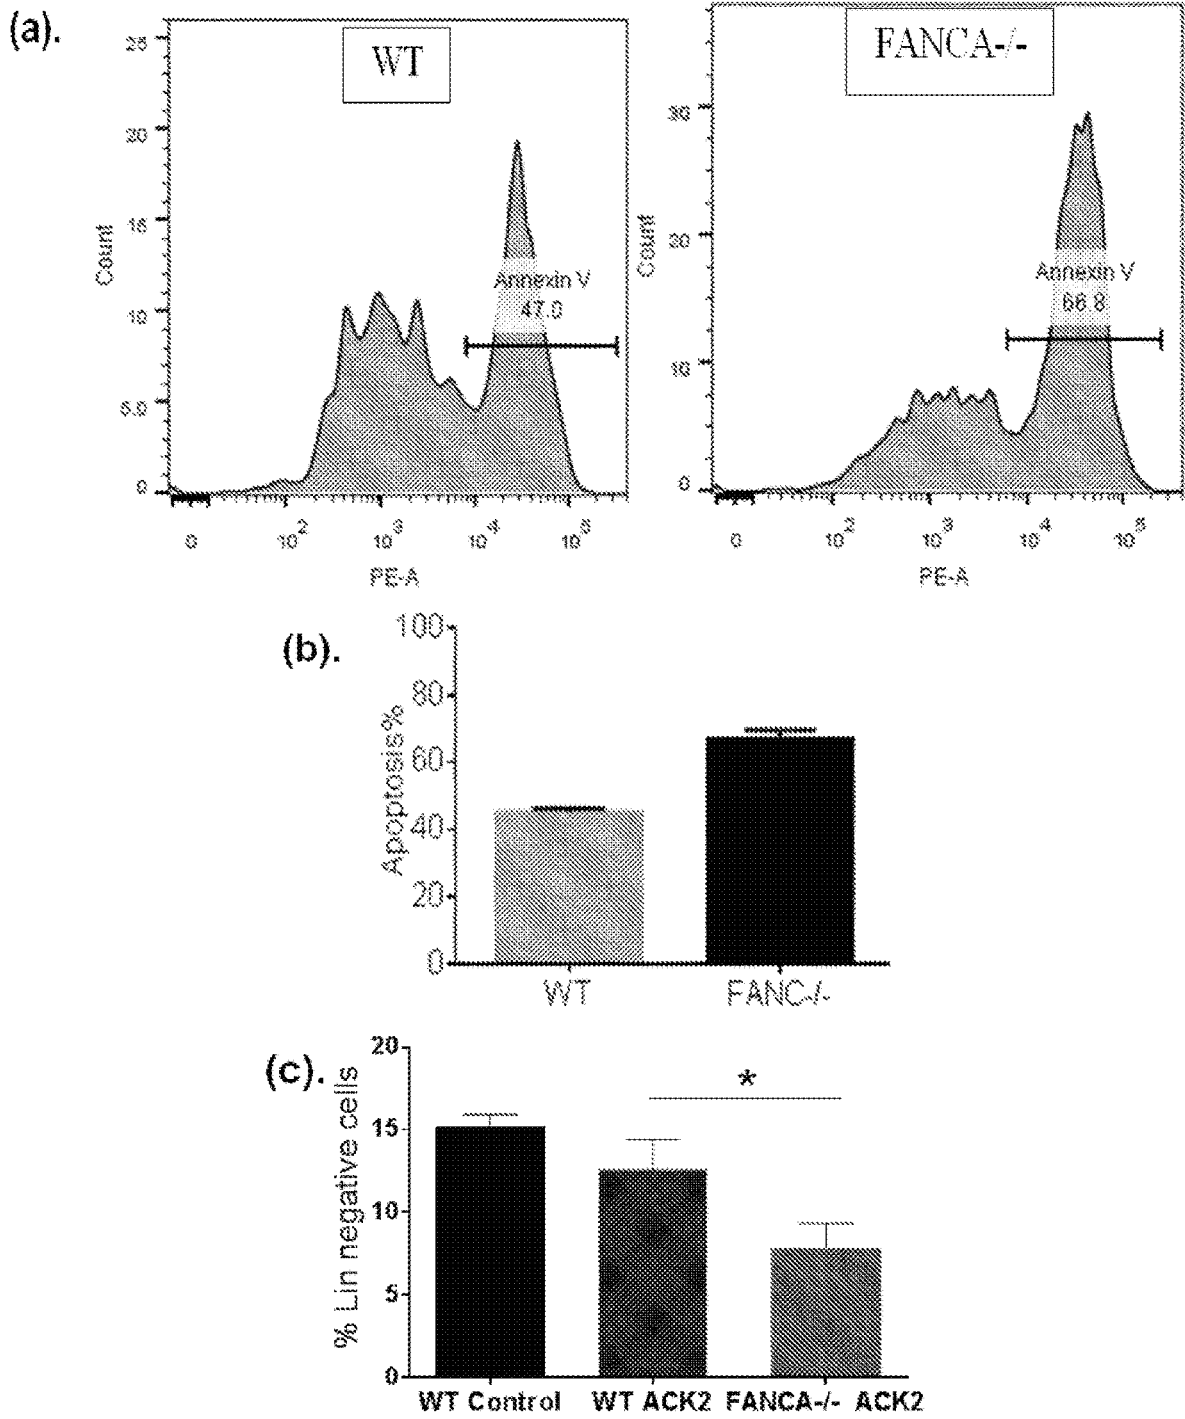 (a).
WT
FANCA-/-
25
20
15
10
5.0
0
Count
Annexin V
47.0
0 10^2 10^3 10^4 10^5
PE-A
30
20
10
0
Count
Annexin V
66.8
0 10^2 10^3 10^4 10^5
PE-A
(b).
100
80
60
40
20
0
Apoptosis%
WT FANC-/-
(c).
20
15
10
5
0
% Lin negative cells
*
WT Control WT ACK2 FANCA-/- ACK2